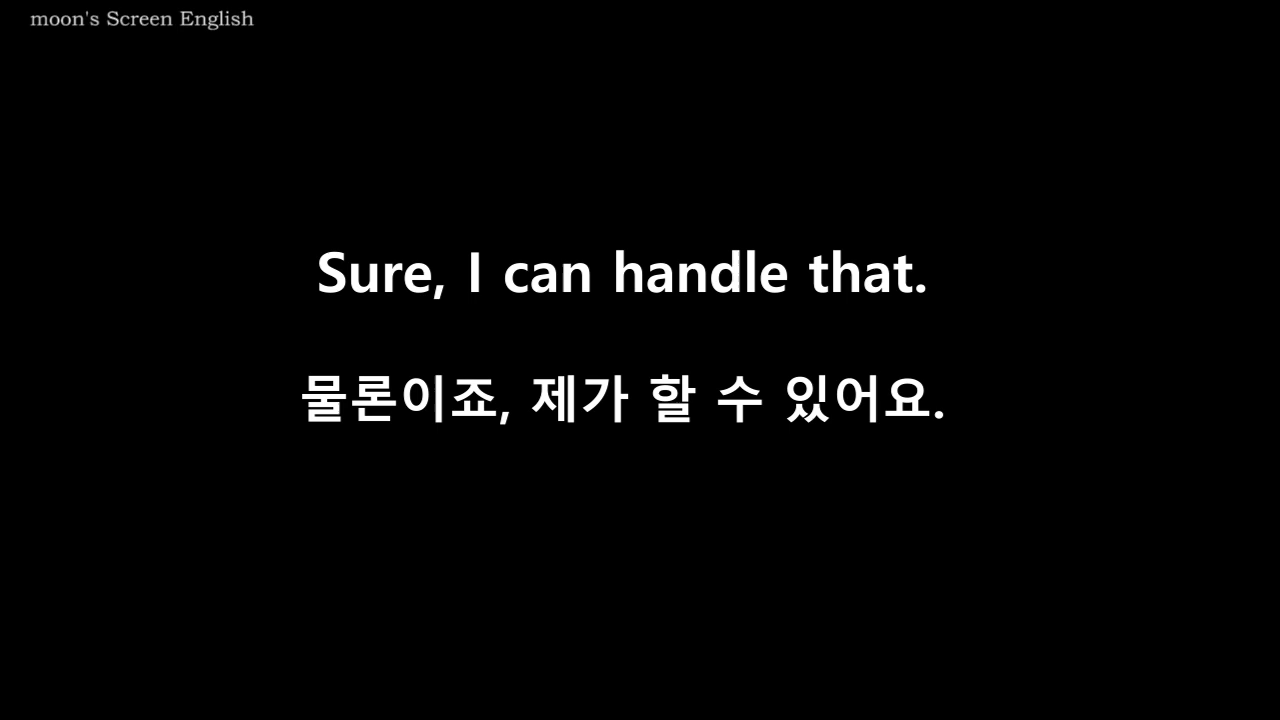 moon's Screen English
Sure, I can handle that.
물론이죠, 제가 할 수 있어요.